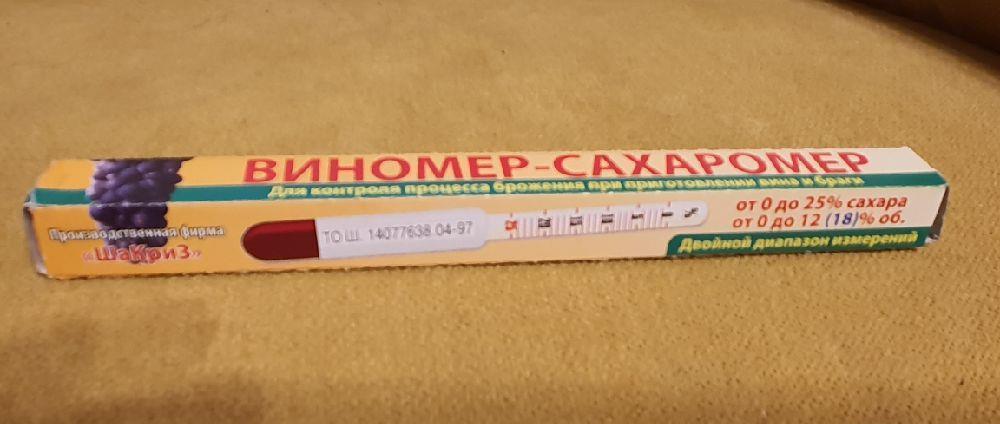 ВИНОМЕР-САХАРОМЕР
Для контроля процесса брожения при приготовлении вина и браги
Производственная фирма
«ШаКриЗ»
ТО Ш. 14077638.04-97
от 0 до 25% сахара
от 0 до 12 (18)% об.
Двойной диапазон измерений